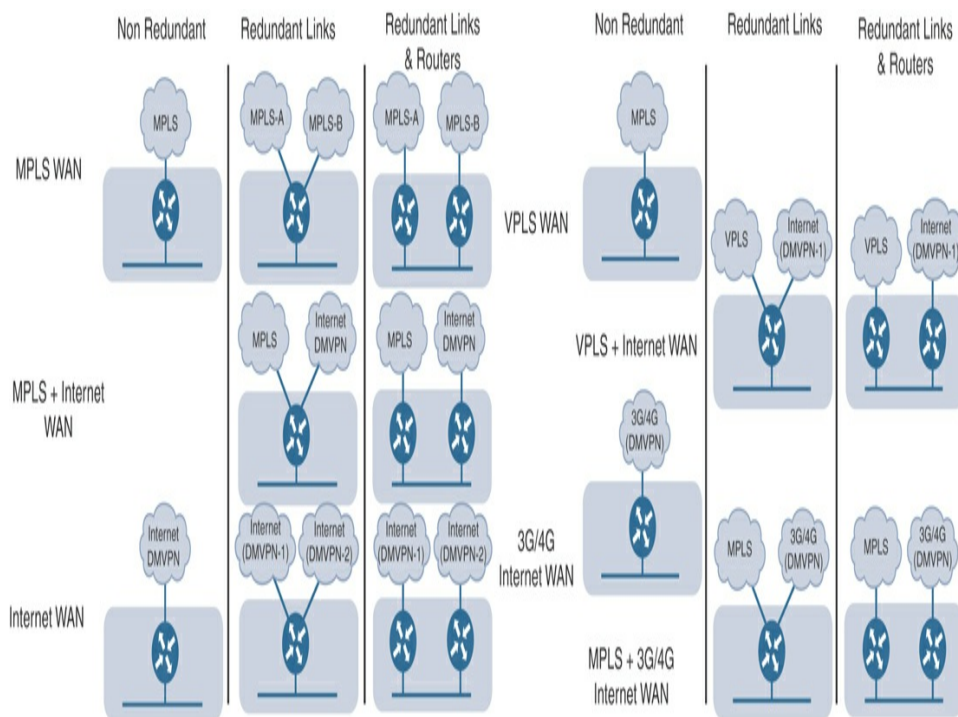 Non Redundant
Redundant Links
Redundant Links
& Routers
MPLS WAN
MPLS
MPLS-A
MPLS-B
MPLS-A
MPLS-B
MPLS + Internet
WAN
MPLS
Internet
DMVPN
MPLS
Internet
DMVPN
Internet WAN
Internet
DMVPN
Internet
(DMVPN-1)
Internet
(DMVPN-2)
Internet
(DMVPN-1)
Internet
(DMVPN-2)
Non Redundant
Redundant Links
Redundant Links
& Routers
VPLS WAN
MPLS
VPLS + Internet WAN
VPLS
Internet
(DMVPN-1)
VPLS
Internet
(DMVPN-1)
3G/4G
Internet WAN
3G/4G
(DMVPN)
MPLS + 3G/4G
Internet WAN
MPLS
3G/4G
(DMVPN)
MPLS
3G/4G
(DMVPN)